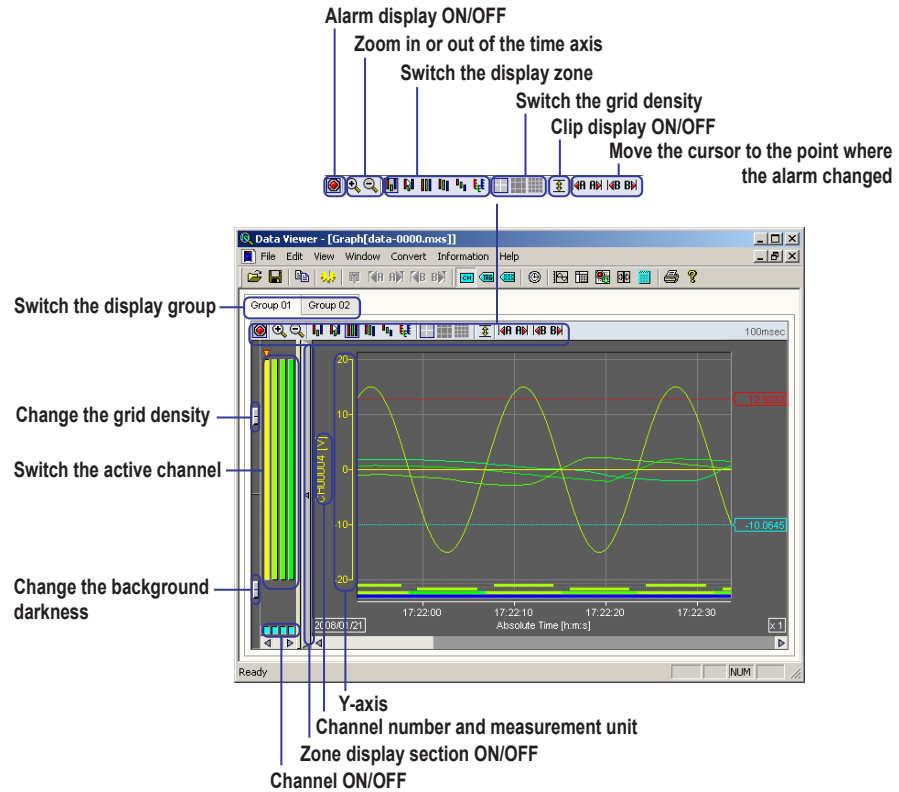 Alarm display ON/OFF
Zoom in or out of the time axis
Switch the display zone
Switch the grid density
Clip display ON/OFF
Move the cursor to the point where
the alarm changed
Data Viewer - [Graph[data-0000.mxs]]
File Edit View Window Convert Information Help
Switch the display group
Group 01 Group 02
100msec
Change the grid density
Switch the active channel
Change the background
darkness
CH00004 [V]
20
10
0
-10
-20
-10.0645
17:22:00 17:22:10 17:22:20 17:22:30
2008/01/21
Absolute Time [h:m:s]
x 1
Ready
NUM
Y-axis
Channel number and measurement unit
Zone display section ON/OFF
Channel ON/OFF